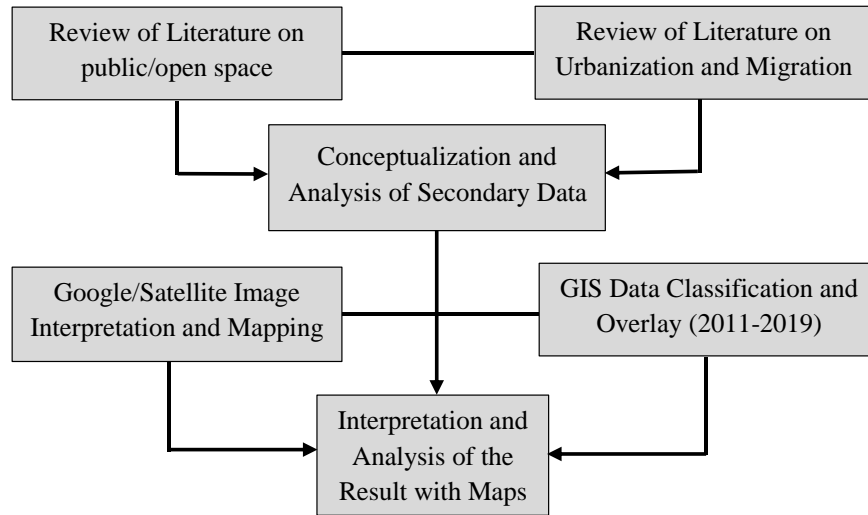 Review of Literature on
public/open space
Review of Literature on
Urbanization and Migration
Conceptualization and
Analysis of Secondary Data
Google/Satellite Image
Interpretation and Mapping
GIS Data Classification and
Overlay (2011-2019)
Interpretation and
Analysis of the
Result with Maps